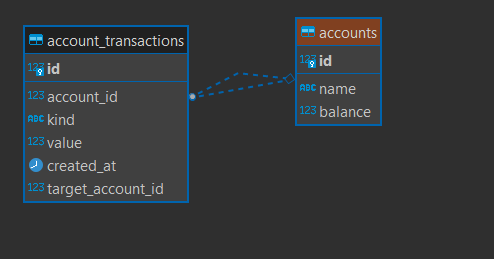 account_transactions
123 id
123 account_id
ABC kind
123 value
created_at
123 target_account_id
accounts
123 id
ABC name
123 balance